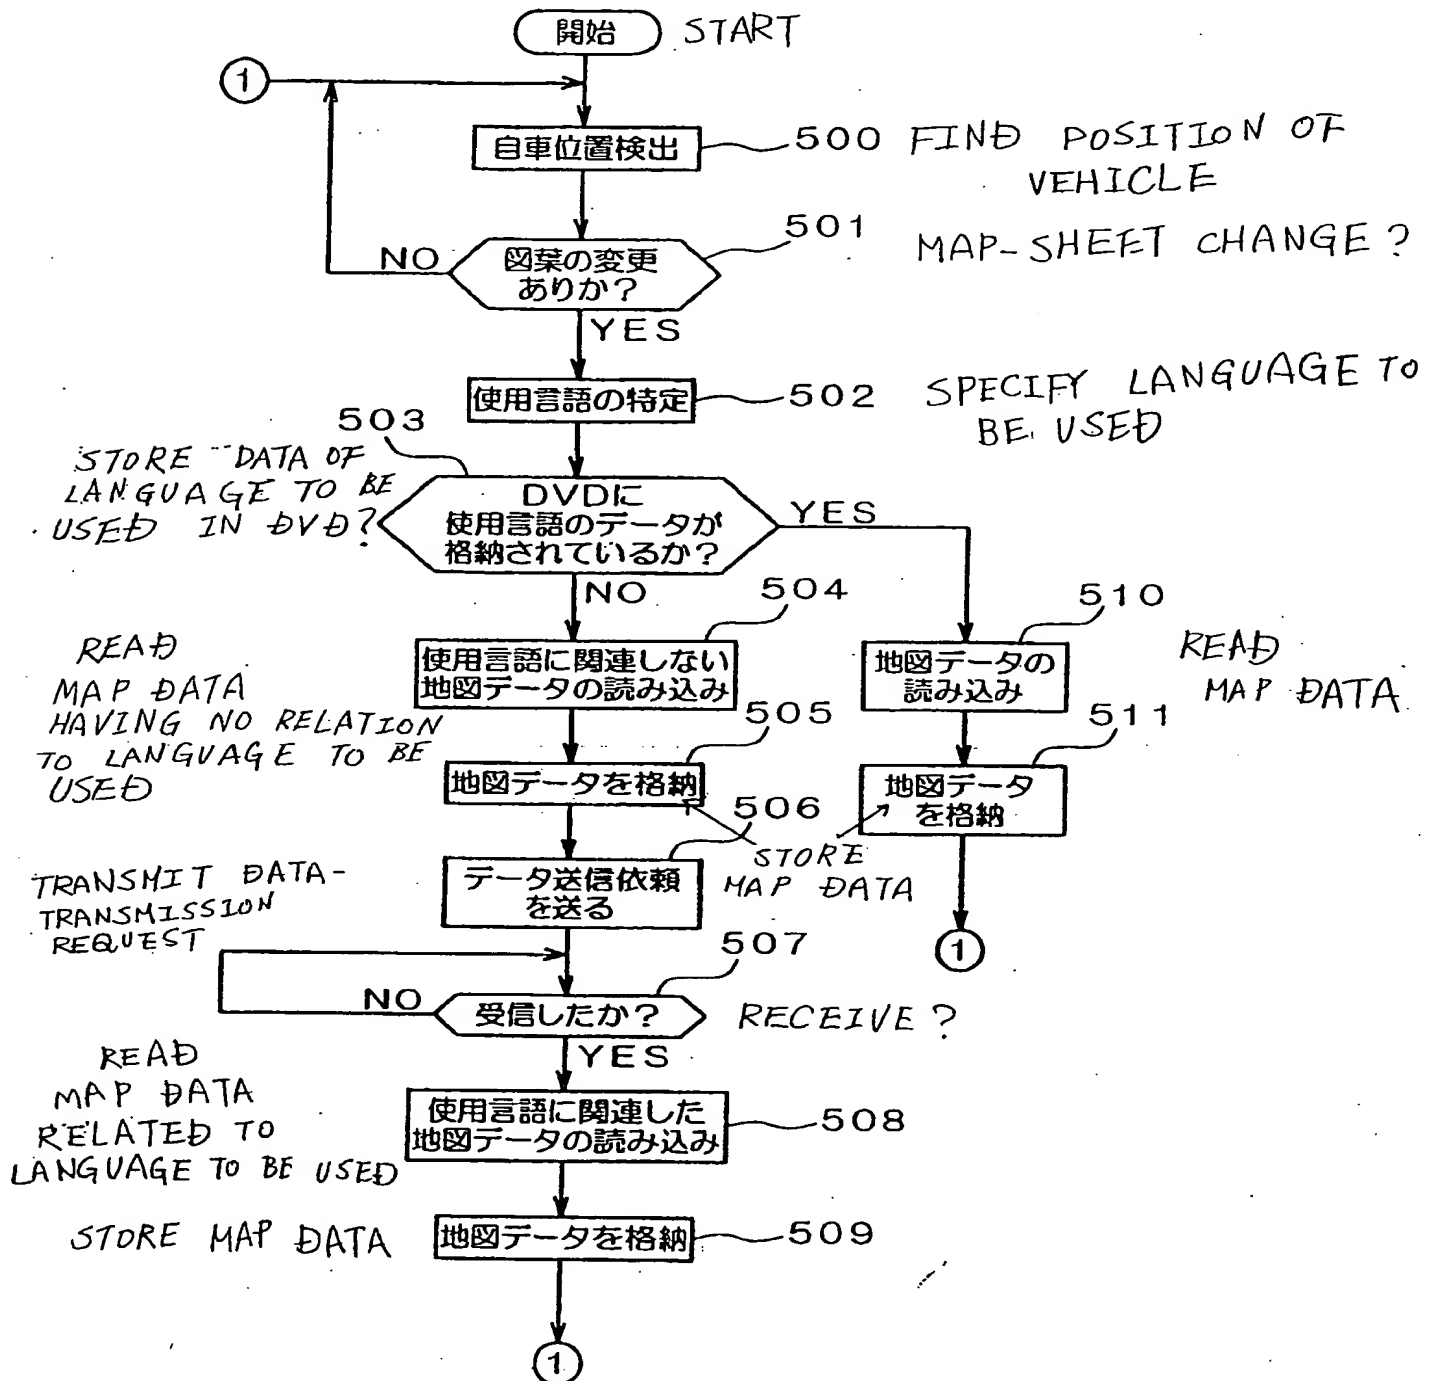 開始 START
①
自車位置検出
500 FIND POSITION OF
VEHICLE
501
図葉の変更
ありか?
MAP-SHEET CHANGE?
NO
YES
使用言語の特定
502 SPECIFY LANGUAGE TO
BE USED
503
STORE DATA OF
LANGUAGE TO BE
USED IN DVD?
DVDに
使用言語のデータが
格納されているか?
YES
NO
504
READ
MAP DATA
HAVING NO RELATION
TO LANGUAGE TO BE
USED
使用言語に関連しない
地図データの読み込み
510
地図データの
読み込み
READ
MAP DATA
505
地図データを格納
511
地図データ
を格納
STORE
MAP DATA
506
TRANSMIT DATA-
TRANSMISSION
REQUEST
データ送信依頼
を送る
①
507
NO
受信したか?
RECEIVE?
YES
READ
MAP DATA
RELATED TO
LANGUAGE TO BE USED
使用言語に関連した
地図データの読み込み
508
STORE MAP DATA
地図データを格納
509
①